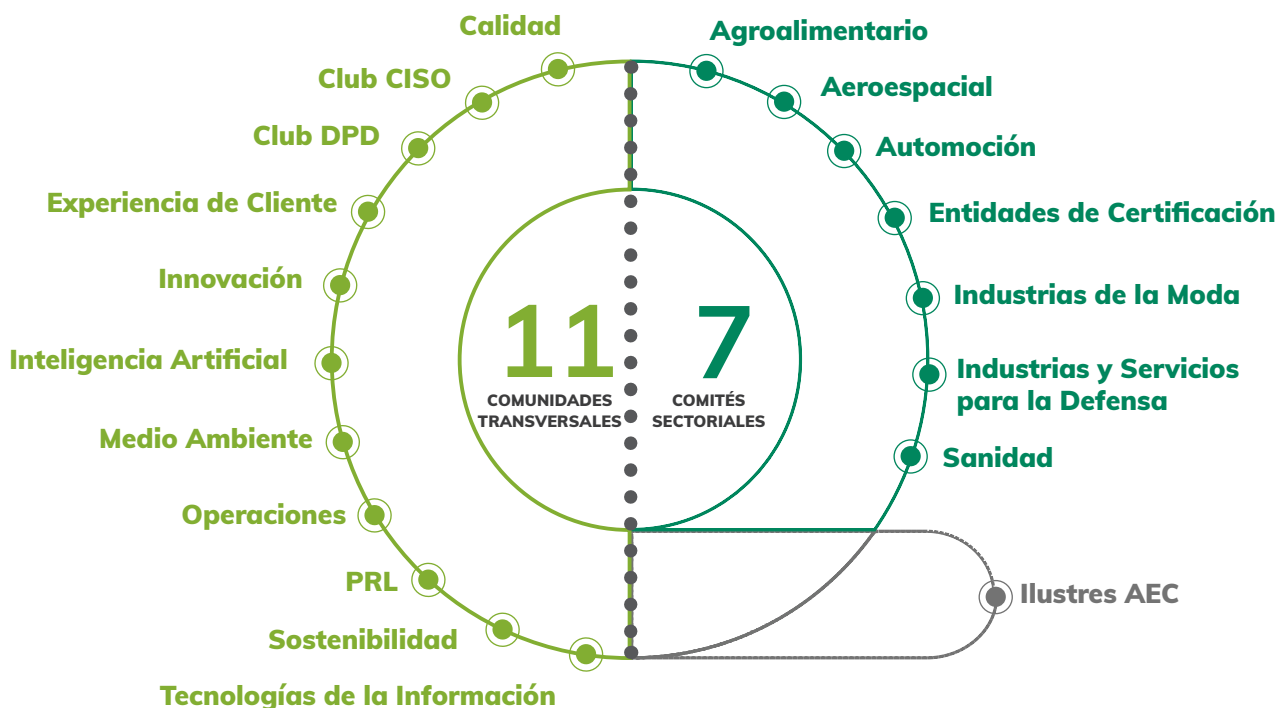 Calidad
Club CISO
Club DPD
Experiencia de Cliente
Innovación
Inteligencia Artificial
Medio Ambiente
Operaciones
PRL
Sostenibilidad
Tecnologías de la Información
11
COMUNIDADES
TRANSVERSALES
7
COMITÉS
SECTORIALES
Agroalimentario
Aeroespacial
Automoción
Entidades de Certificación
Industrias de la Moda
Industrias y Servicios
para la Defensa
Sanidad
Ilustres AEC